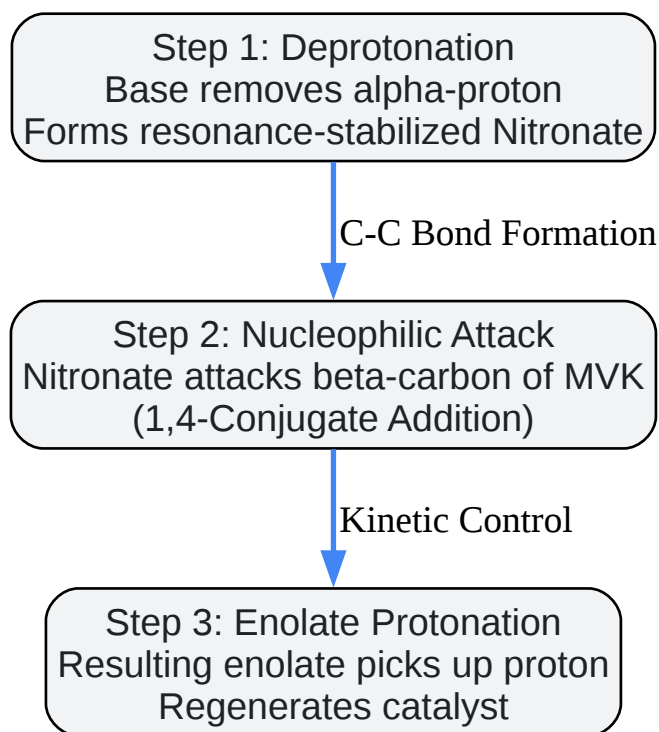 Step 1: Deprotonation
Base removes alpha-proton
Forms resonance-stabilized Nitronate
C-C Bond Formation
Step 2: Nucleophilic Attack
Nitronate attacks beta-carbon of MVK
(1,4-Conjugate Addition)
Kinetic Control
Step 3: Enolate Protonation
Resulting enolate picks up proton
Regenerates catalyst